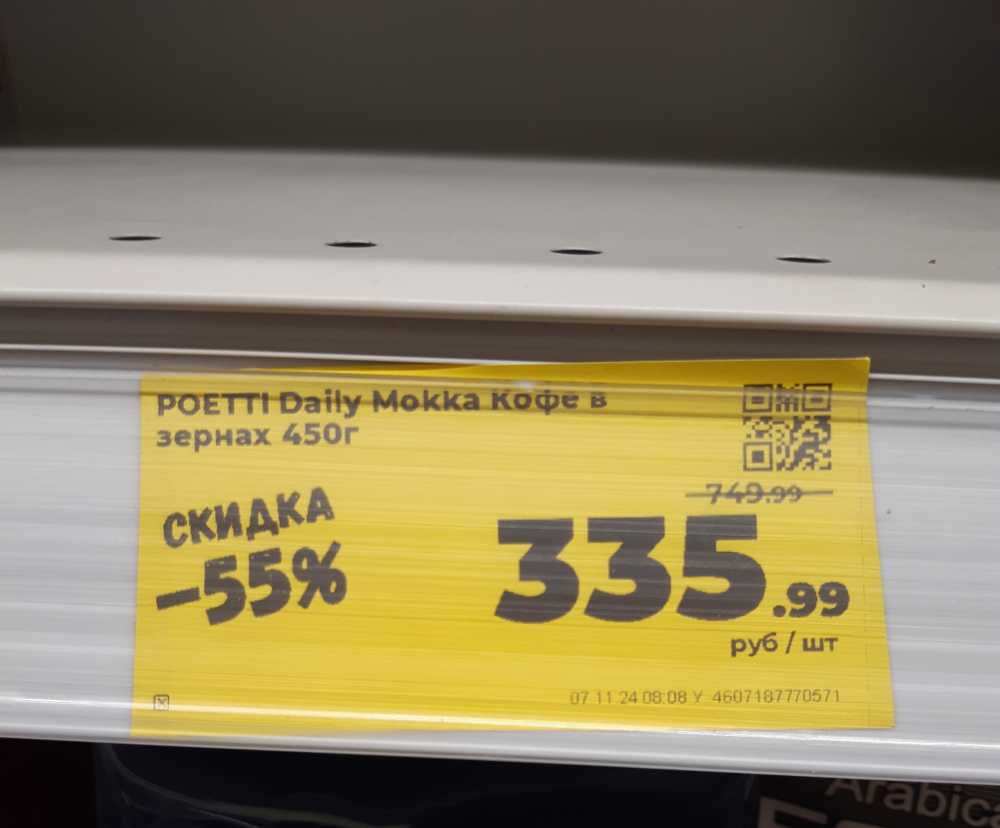 POETTI Daily Mokka Кофе в
зернах 450г
СКИДКА
-55%
749.99
335.99
руб / шт
07 11 24 08:08 У 4607187770571
Arabica